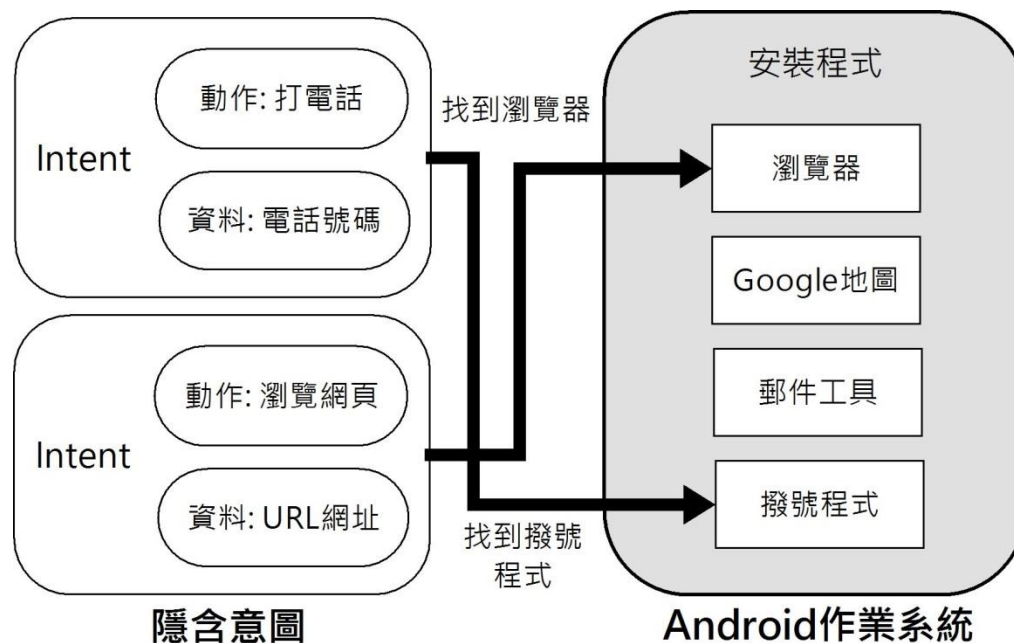 Intent
動作: 打電話
資料: 電話號碼
Intent
動作: 瀏覽網頁
資料: URL網址
隱含意圖
找到瀏覽器
找到撥號
程式
安裝程式
瀏覽器
Google地圖
郵件工具
撥號程式
Android作業系統